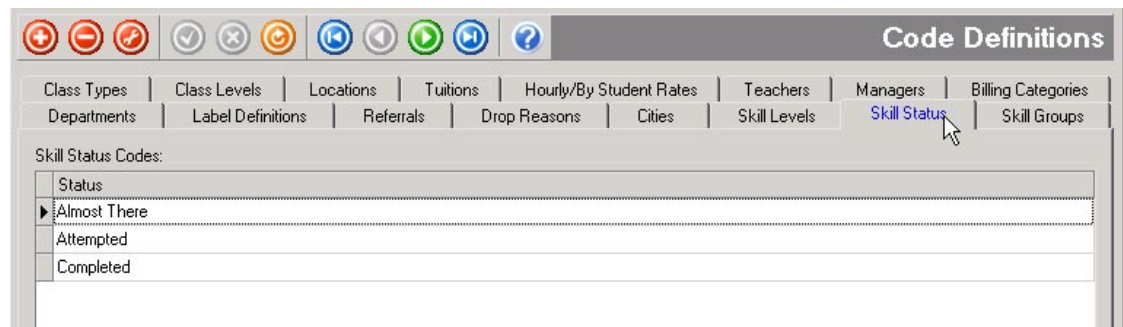 Code Definitions
Class Types Class Levels Locations Tuitions Hourly/By Student Rates Teachers Managers Billing Categories
Departments Label Definitions Referrals Drop Reasons Cities Skill Levels Skill Status Skill Groups
Skill Status Codes:
Status
Almost There
Attempted
Completed